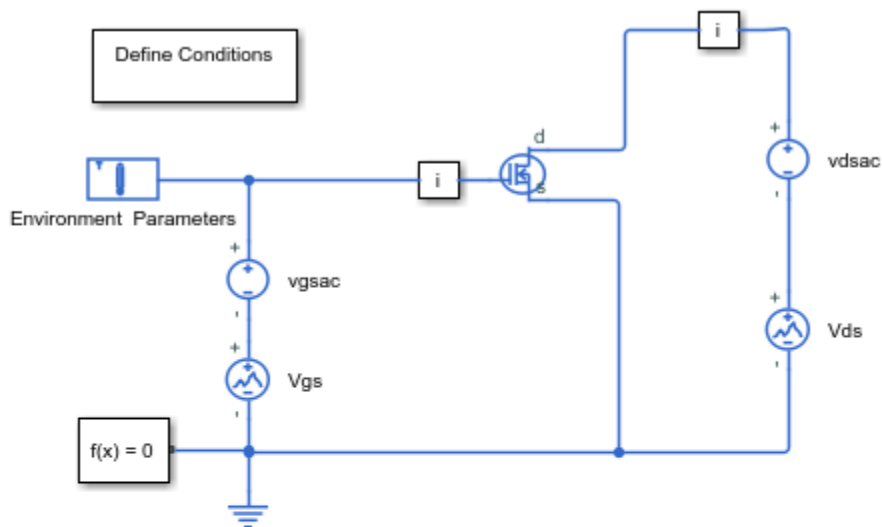 Define Conditions
i
d
s
+
vdsac
-
Environment Parameters
i
+
vgsac
-
+
Vgs
-
+
Vds
-
f(x) = 0